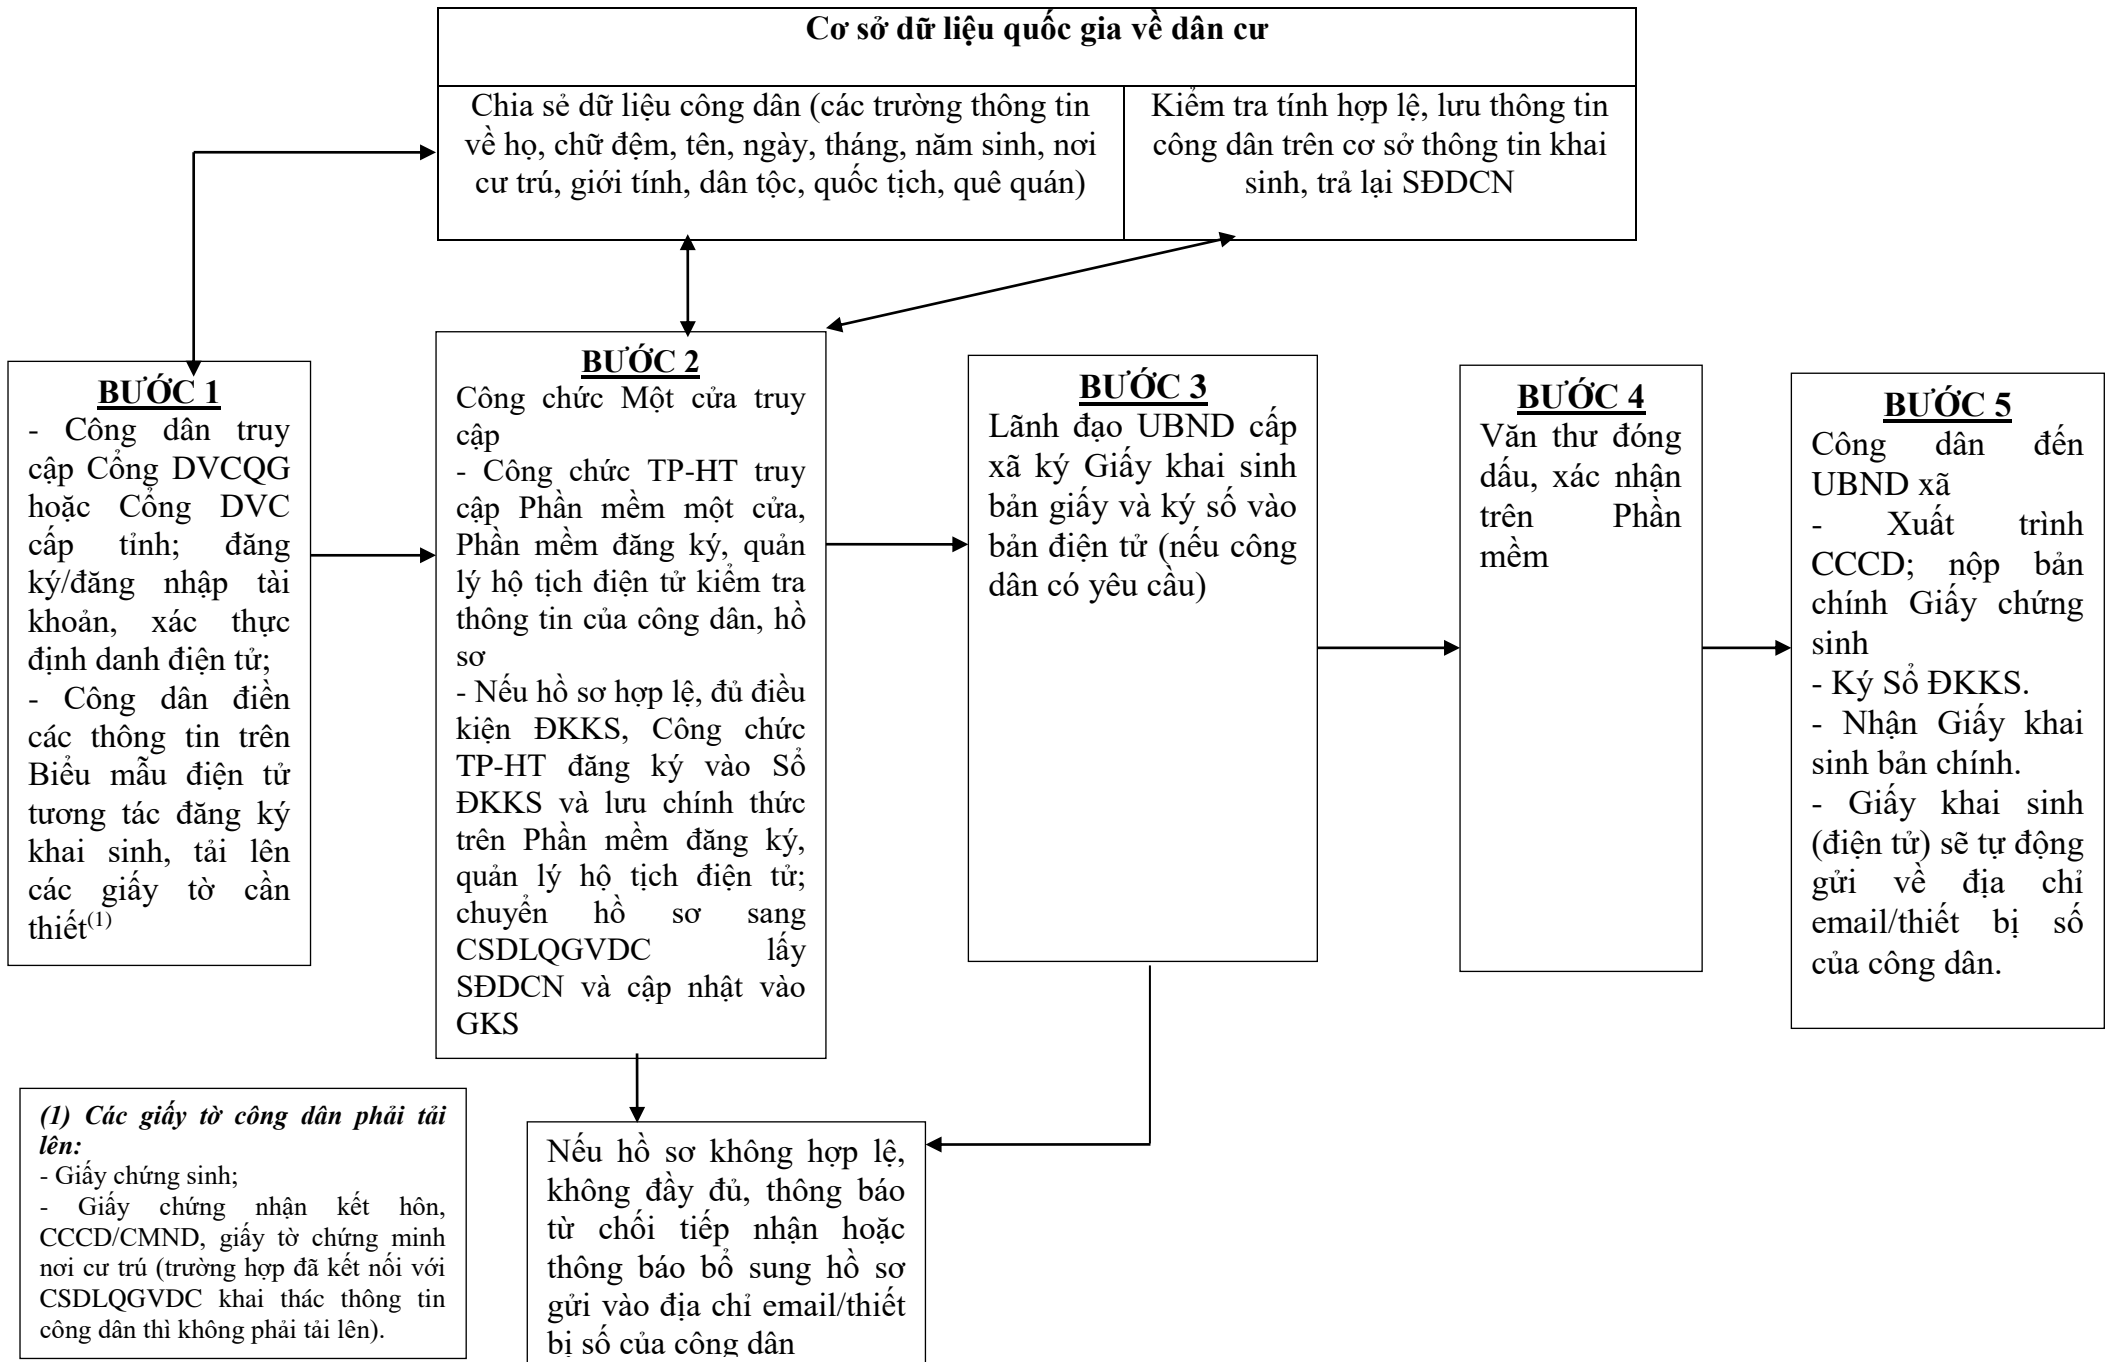 Cơ sở dữ liệu quốc gia về dân cư
Chia sẻ dữ liệu công dân (các trường thông tin
về họ, chữ đệm, tên, ngày, tháng, năm sinh, nơi
cư trú, giới tính, dân tộc, quốc tịch, quê quán)
Kiểm tra tính hợp lệ, lưu thông tin
công dân trên cơ sở thông tin khai
sinh, trả lại SĐDCN
BƯỚC 1
- Công dân truy
cập Cổng DVCQG
hoặc Cổng DVC
cấp tỉnh; đăng
ký/đăng nhập tài
khoản, xác thực
định danh điện tử;
- Công dân điền
các thông tin trên
Biểu mẫu điện tử
tương tác đăng ký
khai sinh, tải lên
các giấy tờ cần
thiết(1)
BƯỚC 2
Công chức Một cửa truy
cập
- Công chức TP-HT truy
cập Phần mềm một cửa,
Phần mềm đăng ký, quản
lý hộ tịch điện tử kiểm tra
thông tin của công dân, hồ
sơ
- Nếu hồ sơ hợp lệ, đủ điều
kiện ĐKKS, Công chức
TP-HT đăng ký vào Sổ
ĐKKS và lưu chính thức
trên Phần mềm đăng ký,
quản lý hộ tịch điện tử;
chuyển hồ sơ sang
CSDLQGVDC lấy
SĐDCN và cập nhật vào
GKS
BƯỚC 3
Lãnh đạo UBND cấp
xã ký Giấy khai sinh
bản giấy và ký số vào
bản điện tử (nếu công
dân có yêu cầu)
BƯỚC 4
Văn thư đóng
dấu, xác nhận
trên Phần
mềm
BƯỚC 5
Công dân đến
UBND xã
- Xuất trình
CCCD; nộp bản
chính Giấy chứng
sinh
- Ký Sổ ĐKKS.
- Nhận Giấy khai
sinh bản chính.
- Giấy khai sinh
(điện tử) sẽ tự động
gửi về địa chỉ
email/thiết bị số
của công dân.
(1) Các giấy tờ công dân phải tải
lên:
- Giấy chứng sinh;
- Giấy chứng nhận kết hôn,
CCCD/CMND, giấy tờ chứng minh
nơi cư trú (trường hợp đã kết nối với
CSDLQGVDC khai thác thông tin
công dân thì không phải tải lên).
Nếu hồ sơ không hợp lệ,
không đầy đủ, thông báo
từ chối tiếp nhận hoặc
thông báo bổ sung hồ sơ
gửi vào địa chỉ email/thiết
bị số của công dân